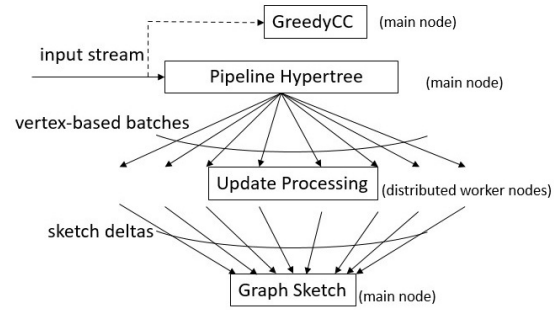 GreedyCC (main node)
input stream
Pipeline Hypertree (main node)
vertex-based batches
Update Processing (distributed worker nodes)
sketch deltas
Graph Sketch (main node)